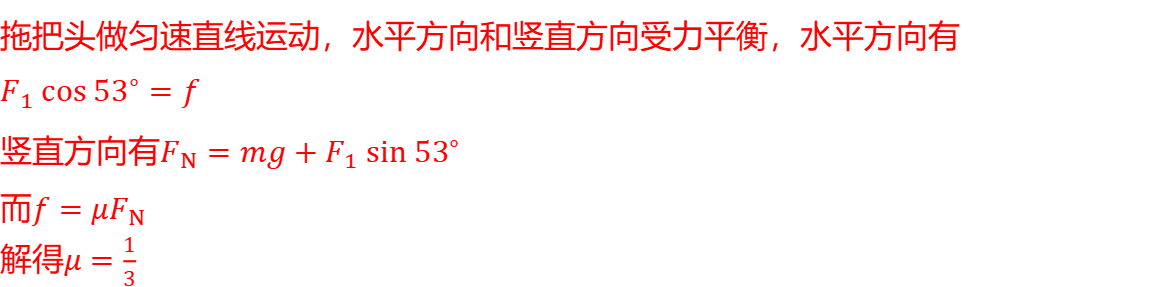 拖把头做匀速直线运动，水平方向和竖直方向受力平衡，水平方向有
F₁ cos 53° = f
竖直方向有F_N = mg + F₁ sin 53°
而f = μF_N
解得μ = 1/3